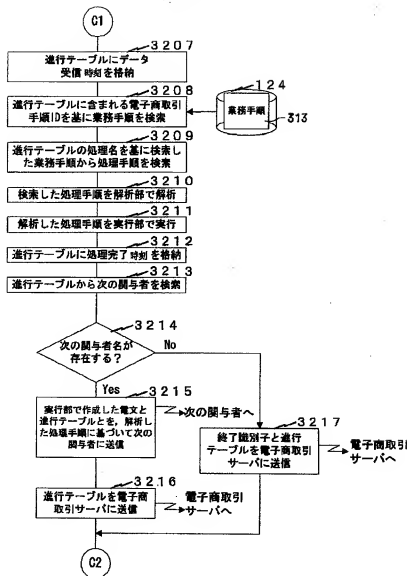 C1
3207
進行テーブルにデータ
受信時刻を格納
3208
進行テーブルに含まれる電子商取引
手順IDを基に業務手順を検索
124
業務手順
313
3209
進行テーブルの処理名を基に検索し
た業務手順から処理手順を検索
3210
検索した処理手順を解析部で解析
3211
解析した処理手順を実行部で実行
3212
進行テーブルに処理完了時刻を格納
3213
進行テーブルから次の関与者を検索
3214
次の関与者名が
存在する?
No
Yes
3215
実行部で作成した電文と
進行テーブルとを,解析し
た処理手順に基づいて次の
関与者に送信
次の関与者へ
3217
終了識別子と進行
テーブルを電子商取引
サーバに送信
電子商取引
サーバへ
3216
進行テーブルを電子商
取引サーバに送信
電子商取引
サーバへ
C2